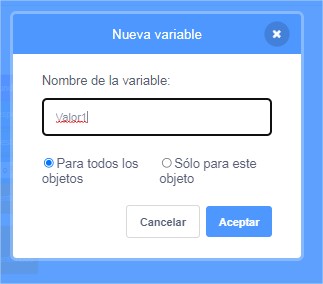 Nueva variable
Nombre de la variable:
Valor1
Para todos los
objetos
Sólo para este
objeto
Cancelar
Aceptar